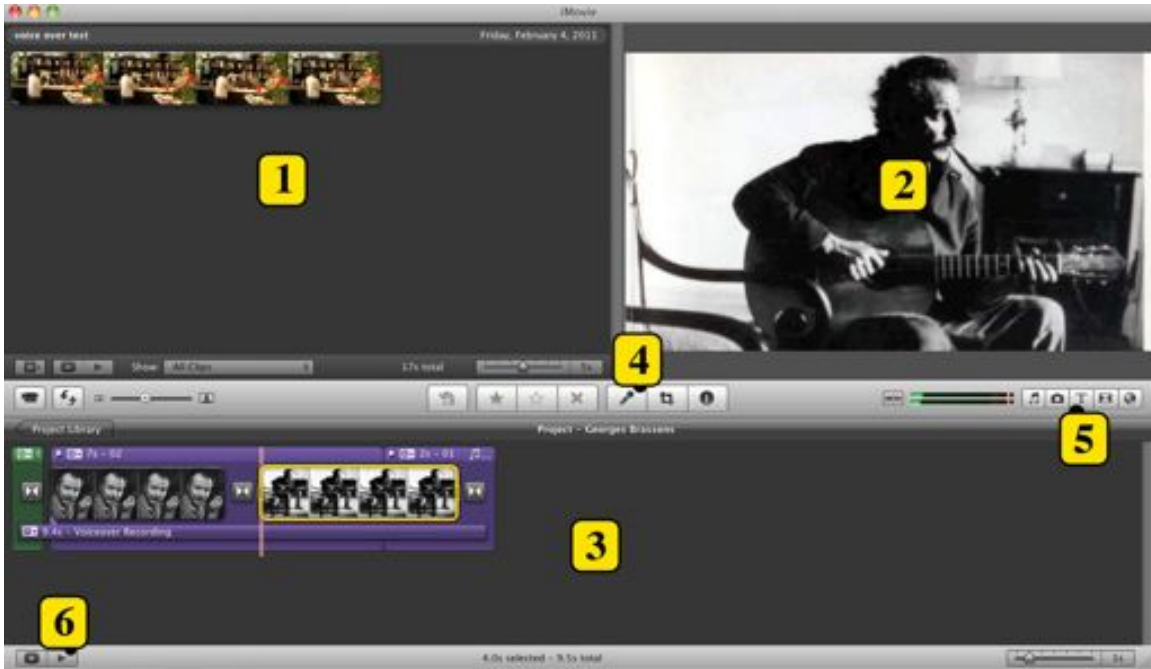 iMovie
voice over test Friday, February 4, 2011
1
2
Show: All Clips 17s total 5s
4
5
Project Library Project - Georges Brassens
7s - 02 2s - 01
9.4s - Voiceover Recording
3
6
4.0s selected - 9.5s total 3s